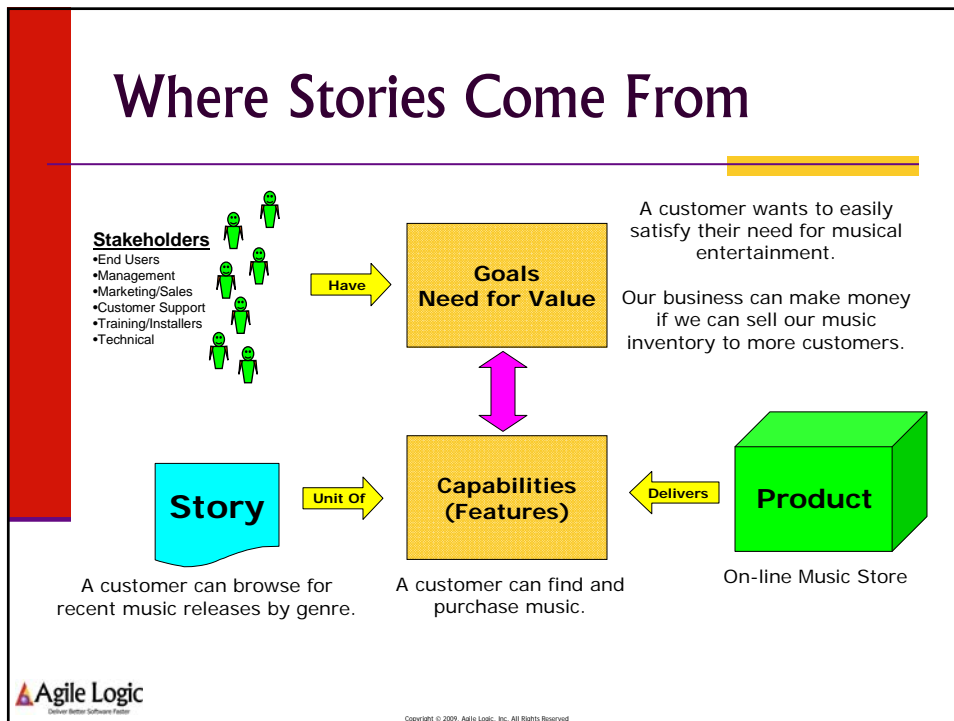 Where Stories Come From
Stakeholders
•End Users
•Management
•Marketing/Sales
•Customer Support
•Training/Installers
•Technical
Have
Goals
Need for Value
A customer wants to easily
satisfy their need for musical
entertainment.
Our business can make money
if we can sell our music
inventory to more customers.
Story
Unit Of
Capabilities
(Features)
Delivers
Product
A customer can browse for
recent music releases by genre.
A customer can find and
purchase music.
On-line Music Store
Agile Logic
Deliver Better Software Faster
Copyright © 2009, Agile Logic, Inc. All Rights Reserved